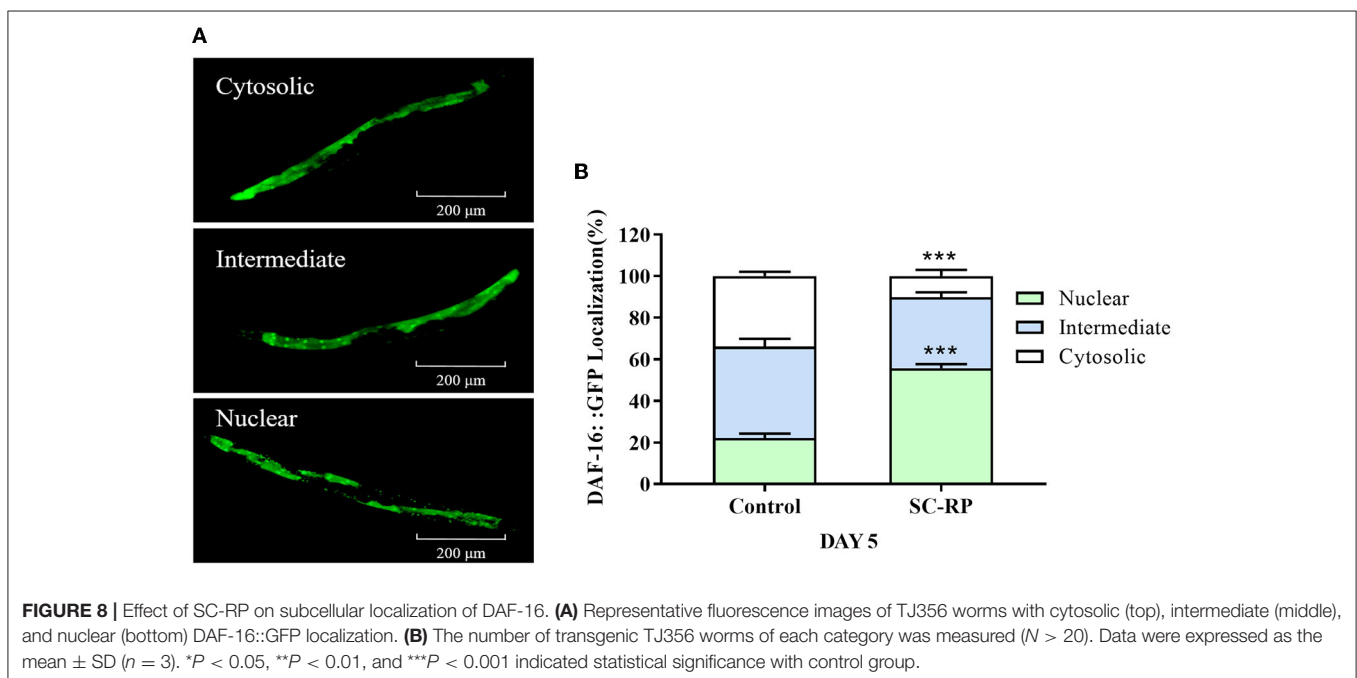 A
Cytosolic
200 μm
Intermediate
200 μm
Nuclear
200 μm
B
DAF-16: :GFP Localization(%)
120
100
80
60
40
20
0
***
***
Control
SC-RP
DAY 5
Nuclear
Intermediate
Cytosolic
FIGURE 8 | Effect of SC-RP on subcellular localization of DAF-16. (A) Representative fluorescence images of TJ356 worms with cytosolic (top), intermediate (middle),
and nuclear (bottom) DAF-16::GFP localization. (B) The number of transgenic TJ356 worms of each category was measured (N > 20). Data were expressed as the
mean ± SD (n = 3). *P < 0.05, **P < 0.01, and ***P < 0.001 indicated statistical significance with control group.